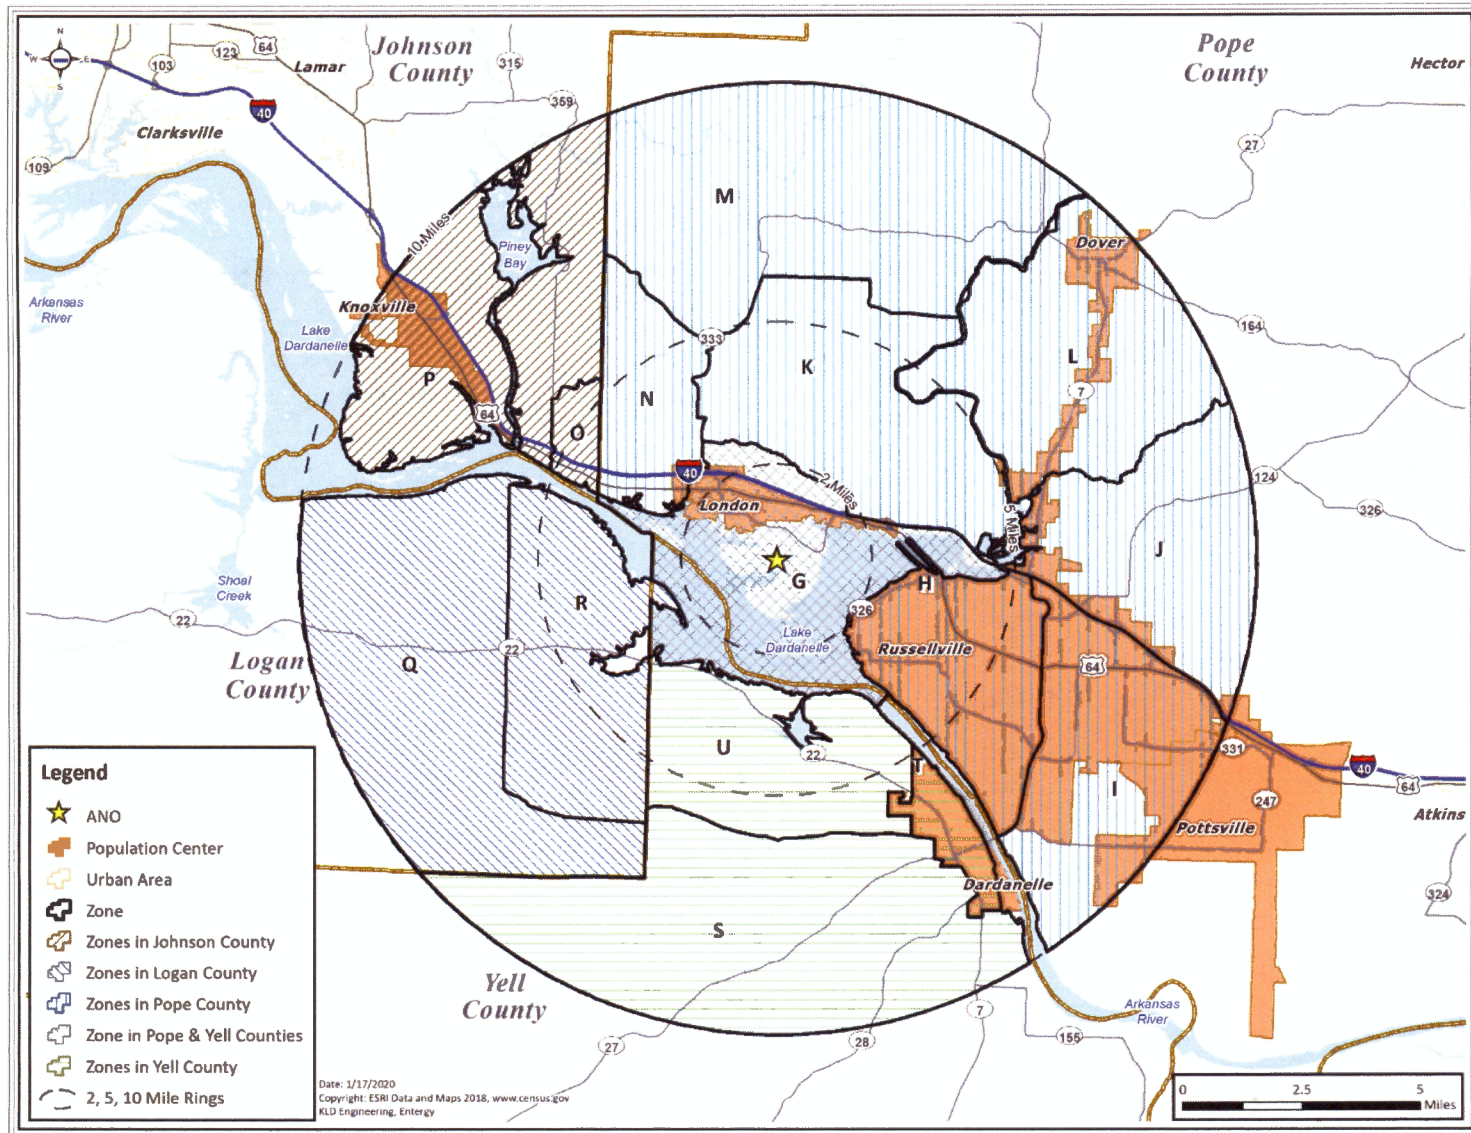 N
W
E
S
64
123
103
Lamar
Johnson
County
315
Pope
County
Hector
40
359
Clarksville
109
27
M
10 Miles
Piney
Bay
Dover
Arkansas
River
Knoxville
Lake
Dardanelle
164
333
K
L
P
N
7
64
O
40
2 Miles
London
124
326
5 Miles
J
G
H
Shoal
Creek
R
326
22
Lake
Dardanelle
Russellville
22
Logan
County
Q
64
U
22
T
331
40
64
I
247
Atkins
Pottsville
Dardanelle
324
S
Yell
County
Arkansas
River
7
27
28
155
Legend
ANO
Population Center
Urban Area
Zone
Zones in Johnson County
Zones in Logan County
Zones in Pope County
Zone in Pope & Yell Counties
Zones in Yell County
2, 5, 10 Mile Rings
Date: 1/17/2020
Copyright: ESRI Data and Maps 2018, www.census.gov
KLD Engineering, Entergy
0 2.5 5
Miles